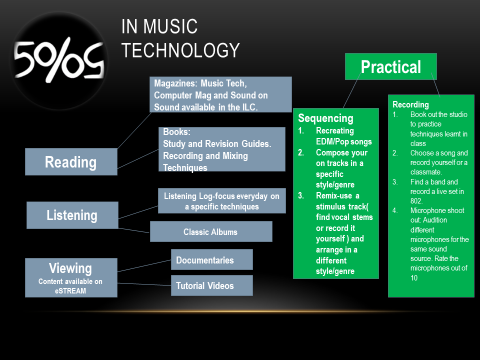 IN MUSIC
TECHNOLOGY
Reading
Magazines: Music Tech,
Computer Mag and Sound on
Sound available in the ILC.
Books:
Study and Revision Guides.
Recording and Mixing
Techniques
Listening
Listening Log-focus everyday on
a specific techniques
Classic Albums
Viewing
Content available on
eSTREAM
Documentaries
Tutorial Videos
Practical
Sequencing
1. Recreating
EDM/Pop songs
2. Compose your
on tracks in a
specific
style/genre
3. Remix-use a
stimulus track(
find vocal stems
or record it
yourself ) and
arrange in a
different
style/genre
Recording
1. Book out the studio
to practice
techniques learnt in
class
2. Choose a song and
record yourself or a
classmate.
3. Find a band and
record a live set in
802.
4. Microphone shoot
out: Audition
different
microphones for the
same sound
source. Rate the
microphones out of
10